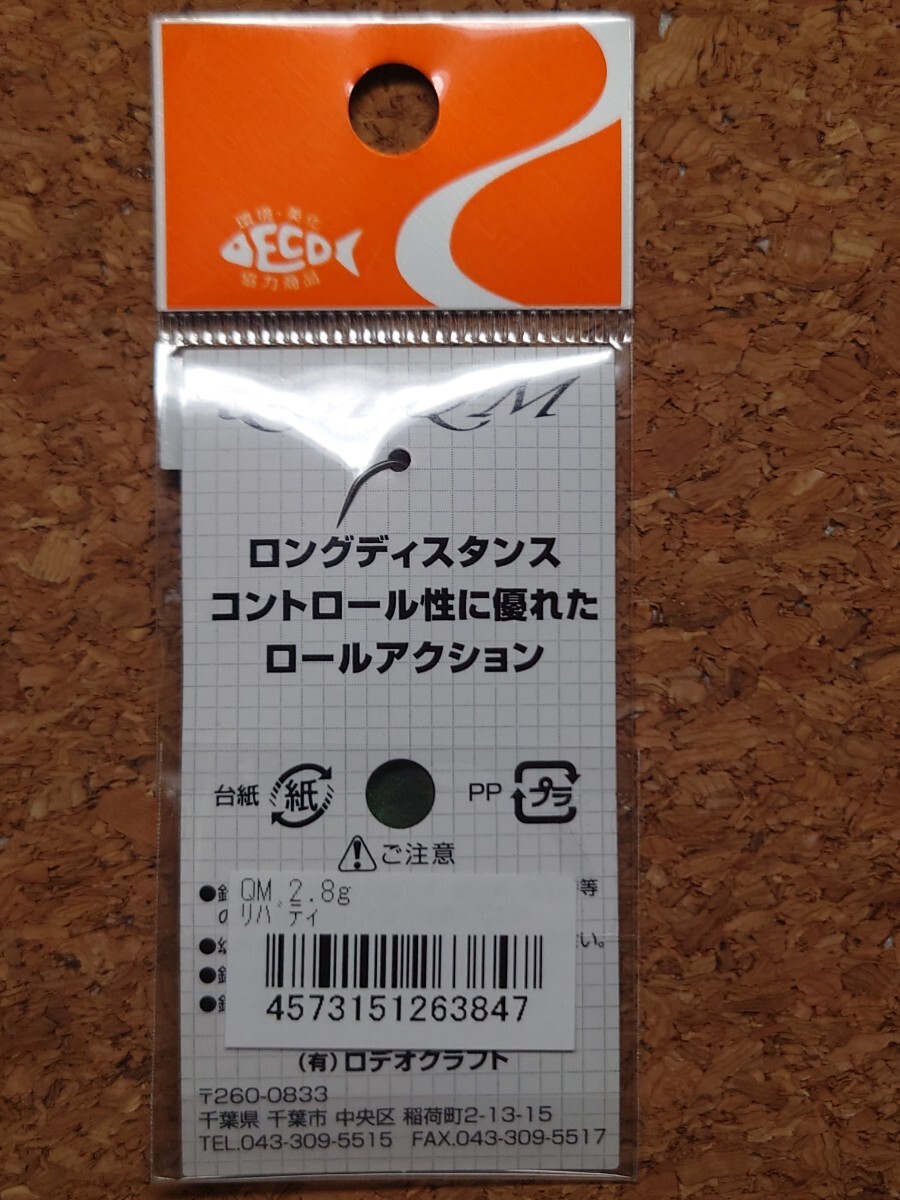 環境・美化
ECO
協力商品
QM
ロングディスタンス
コントロール性に優れた
ロールアクション
台紙 紙 PP プラ
ご注意
等
い。
QM 2.8g
リバティ
4573151263847
(有)ロデオクラフト
〒260-0833
千葉県 千葉市 中央区 稲荷町2-13-15
TEL.043-309-5515 FAX.043-309-5517